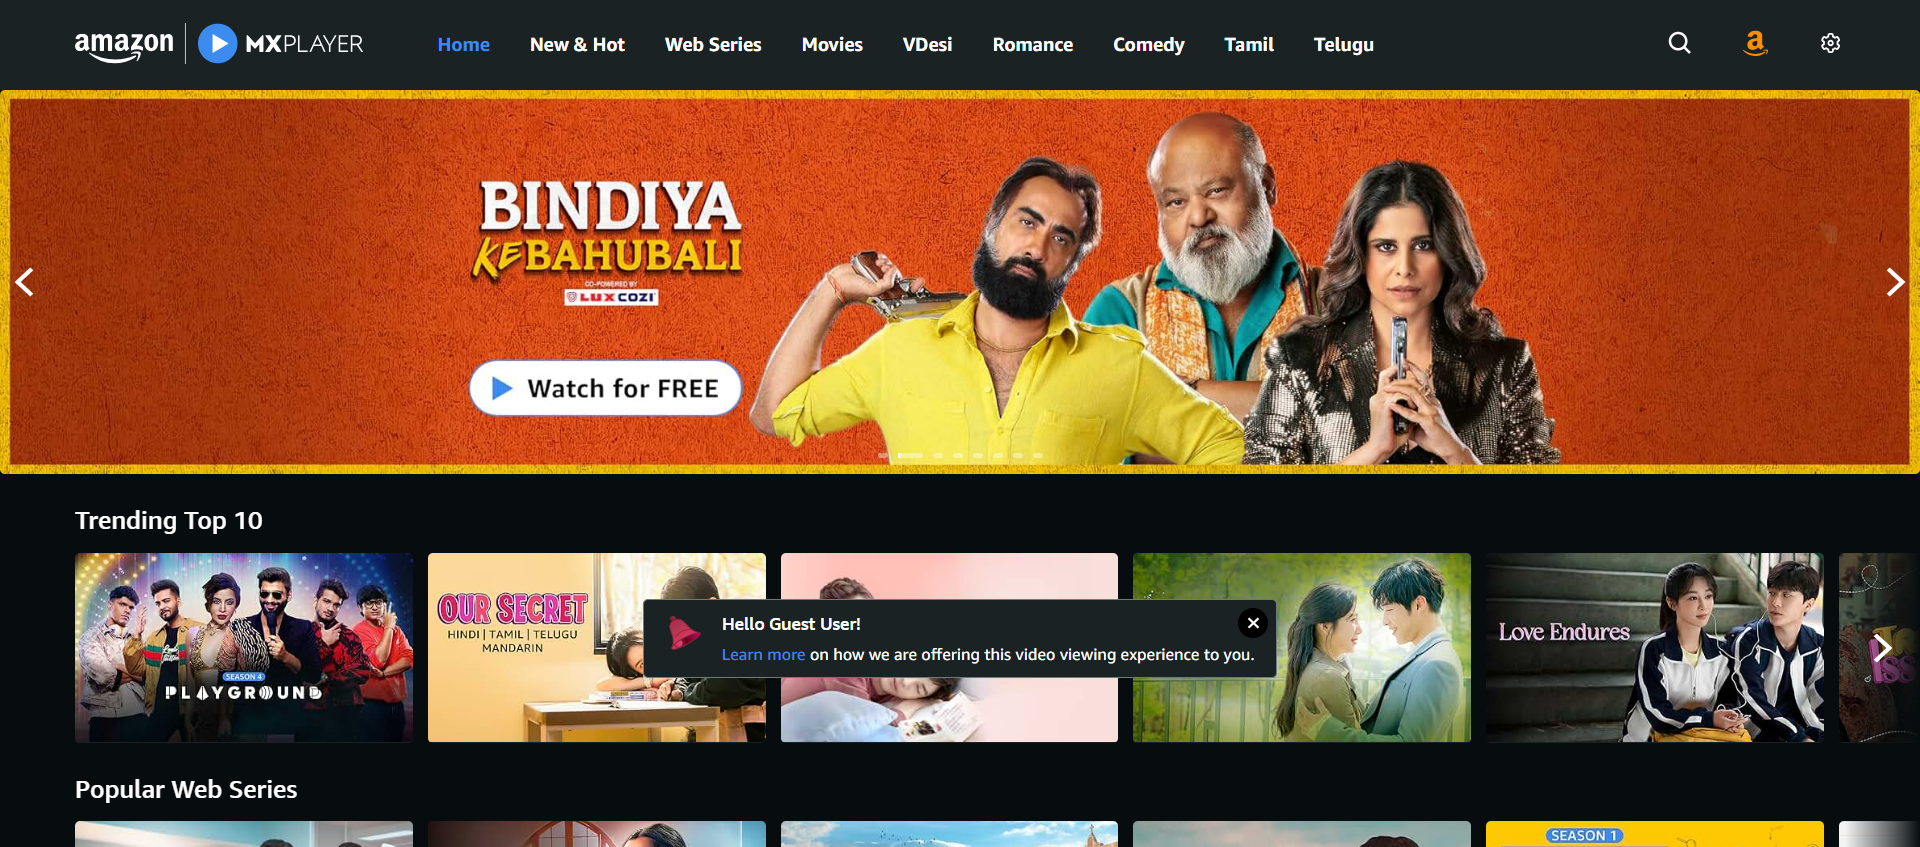 amazon
MXPLAYER
Home
New & Hot
Web Series
Movies
VDesi
Romance
Comedy
Tamil
Telugu
a
BINDIYA
KE BAHUBALI
CO-POWERED BY
LUX COZI
Watch for FREE
Trending Top 10
SEASON 4
PLAYGROUND
OUR SECRET
HINDI | TAMIL | TELUGU
MANDARIN
Hello Guest User!
Learn more on how we are offering this video viewing experience to you.
Love Endures
Popular Web Series
SEASON 1